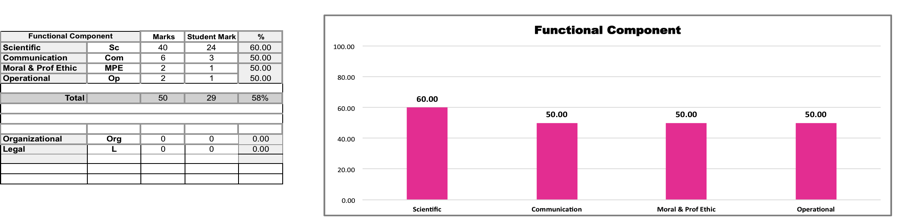 Functional Component Marks Student Mark %
Scientific Sc 40 24 60.00
Communication Com 6 3 50.00
Moral & Prof Ethic MPE 2 1 50.00
Operational Op 2 1 50.00
Total 50 29 58%
Organizational Org 0 0 0.00
Legal L 0 0 0.00
Functional Component
100.00
80.00
60.00
40.00
20.00
0.00
60.00
50.00
50.00
50.00
Scientific Communication Moral & Prof Ethic Operational